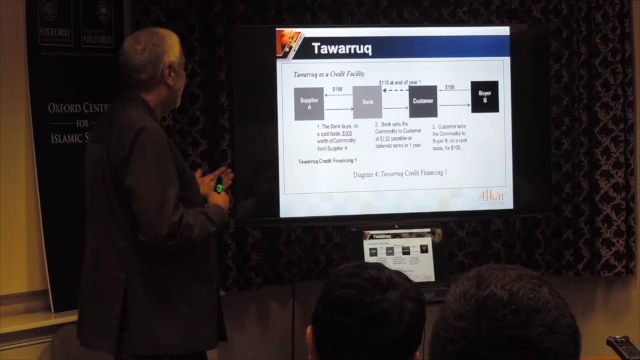 OXFORD
OXFORD
OXFORD CENTRE
FOR
ISLAMIC
Tawarruq
Tawarruq as a Credit Facility
$100
$110 at end of year 1
$100
Supplier
A
Bank
Customer
Buyer
B
1. The Bank buys, on
a spot basis, $100
worth of Commodity
from Supplier A.
2. Bank sells the
Commodity to Customer
at $110 payable on
deferred terms in 1 year
3. Customer sells
the Commodity to
Buyer B, on a spot
basis, for $100.
Tawarruq Credit Financing 1
Diagram 4: Tawarruq Credit Financing 1
Alkar
Tawarruq